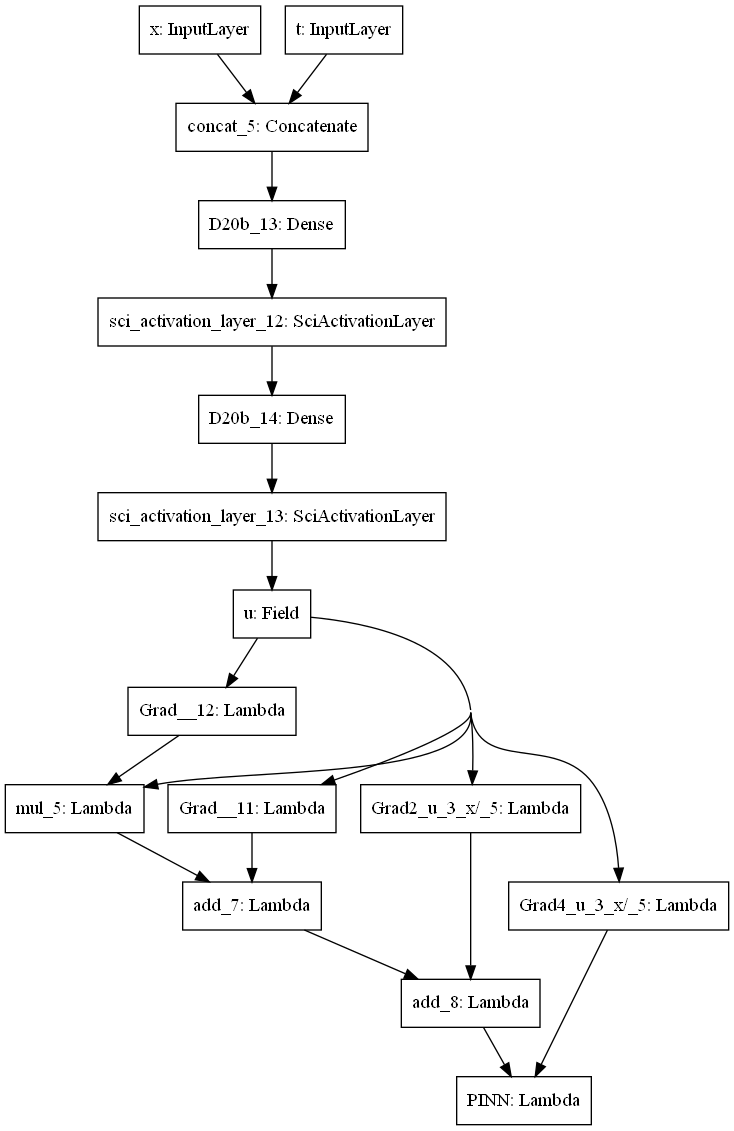 x: InputLayer
t: InputLayer
concat_5: Concatenate
D20b_13: Dense
sci_activation_layer_12: SciActivationLayer
D20b_14: Dense
sci_activation_layer_13: SciActivationLayer
u: Field
Grad__12: Lambda
mul_5: Lambda
Grad__11: Lambda
Grad2_u_3_x/_5: Lambda
add_7: Lambda
Grad4_u_3_x/_5: Lambda
add_8: Lambda
PINN: Lambda